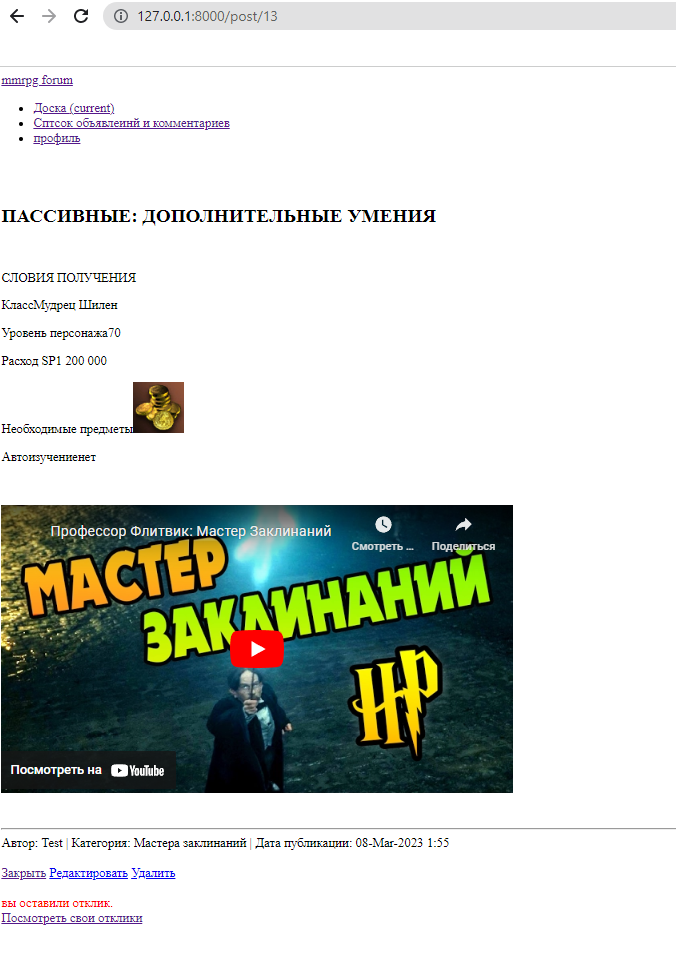 127.0.0.1:8000/post/13
mmrpg forum
Доска (current)
Сптсок объявлеинй и комментариев
профиль
ПАССИВНЫЕ: ДОПОЛНИТЕЛЬНЫЕ УМЕНИЯ
СЛОВИЯ ПОЛУЧЕНИЯ
КлассМудрец Шилен
Уровень персонажа70
Расход SP1 200 000
Необходимые предметы
Автоизучениенет
Профессор Флитвик: Мастер Заклинаний
Смотреть ...
Поделиться
МАСТЕР
ЗАКЛИНАНИЙ
HP
Посмотреть на YouTube
Автор: Test | Категория: Мастера заклинаний | Дата публикации: 08-Mar-2023 1:55
Закрыть Редактировать Удалить
вы оставили отклик.
Посмотреть свои отклики